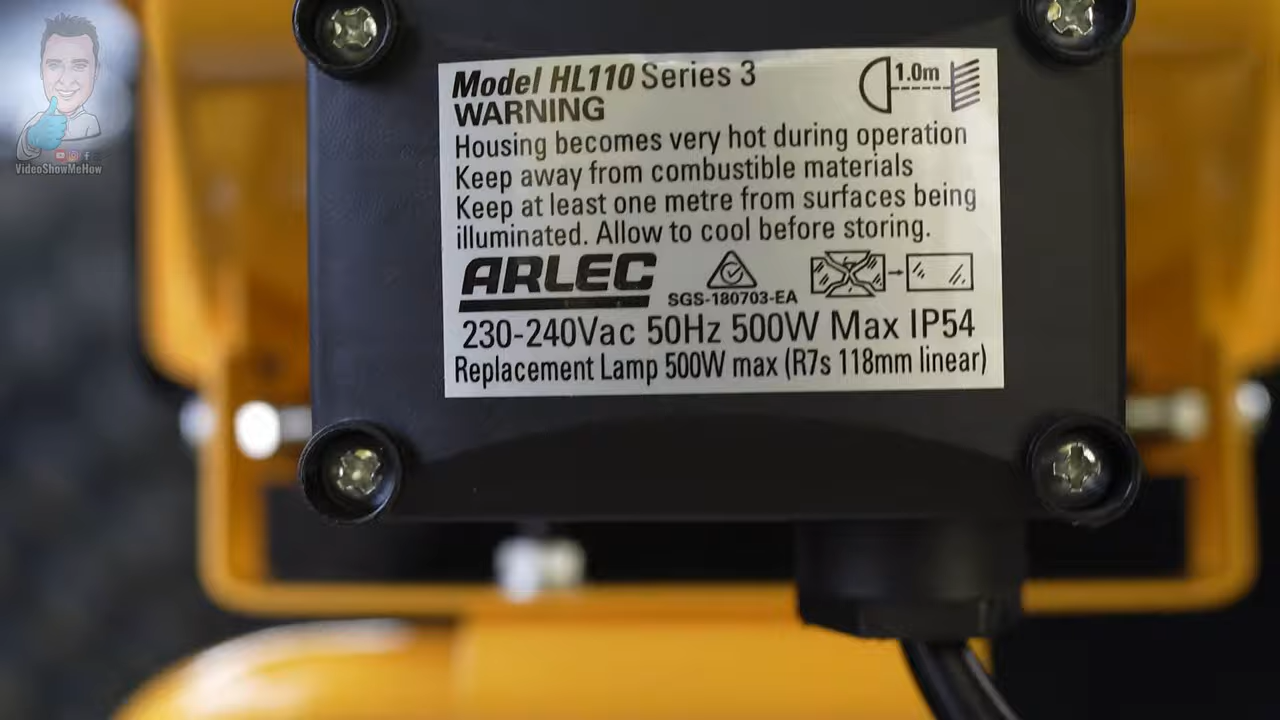 VideoShowMeHow
Model HL110 Series 3
1.0m
WARNING
Housing becomes very hot during operation
Keep away from combustible materials
Keep at least one metre from surfaces being
illuminated. Allow to cool before storing.
ARLEC
SGS-180703-EA
230-240Vac 50Hz 500W Max IP54
Replacement Lamp 500W max (R7s 118mm linear)